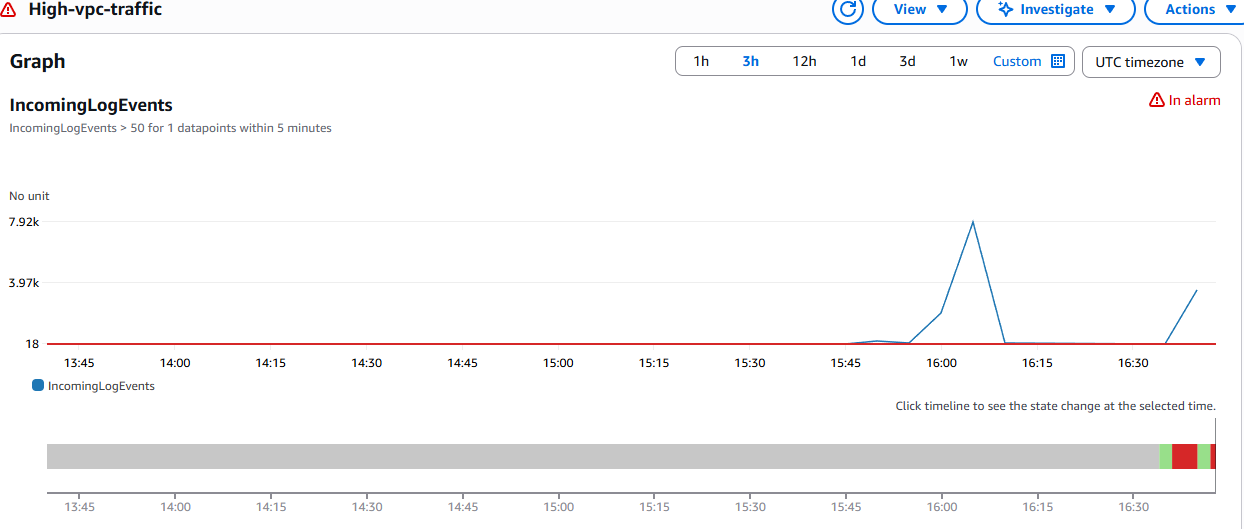 High-vpc-traffic
View
Investigate
Actions
Graph
1h 3h 12h 1d 3d 1w Custom
UTC timezone
IncomingLogEvents
In alarm
IncomingLogEvents > 50 for 1 datapoints within 5 minutes
No unit
7.92k
3.97k
18
13:45 14:00 14:15 14:30 14:45 15:00 15:15 15:30 15:45 16:00 16:15 16:30
IncomingLogEvents
Click timeline to see the state change at the selected time.
13:45 14:00 14:15 14:30 14:45 15:00 15:15 15:30 15:45 16:00 16:15 16:30